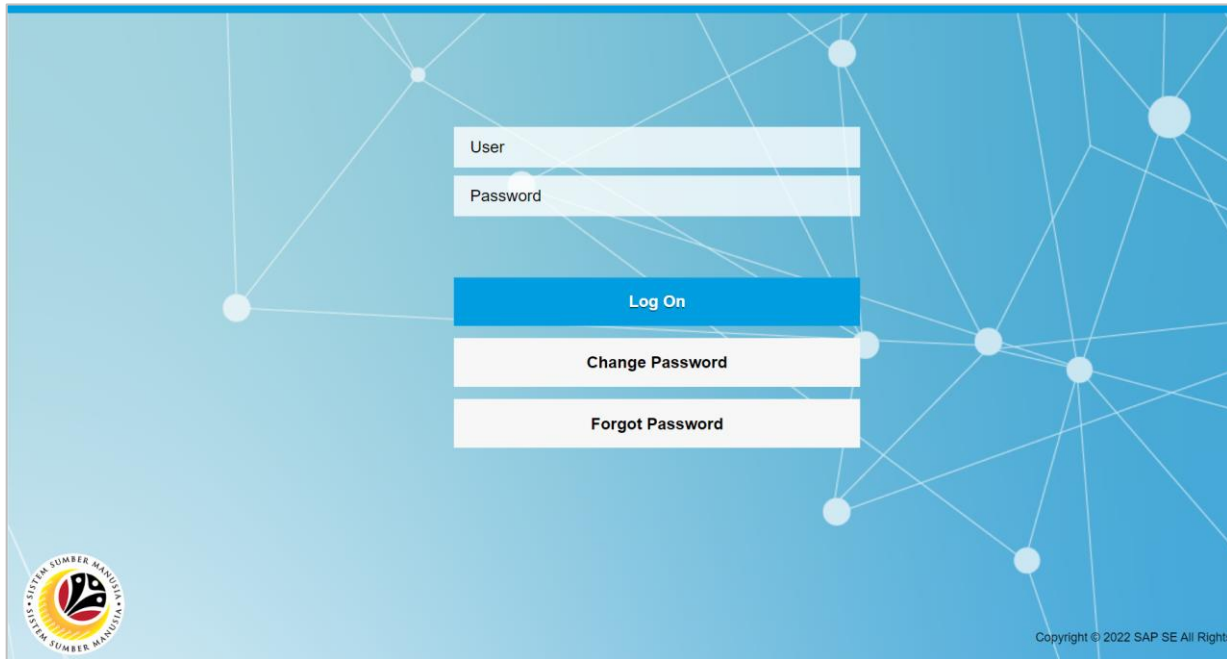 User
Password
Log On
Change Password
Forgot Password
SISTEM SUMBER MANUSIA • SISTEM SUMBER MANUSIA •
Copyright © 2022 SAP SE All Rights